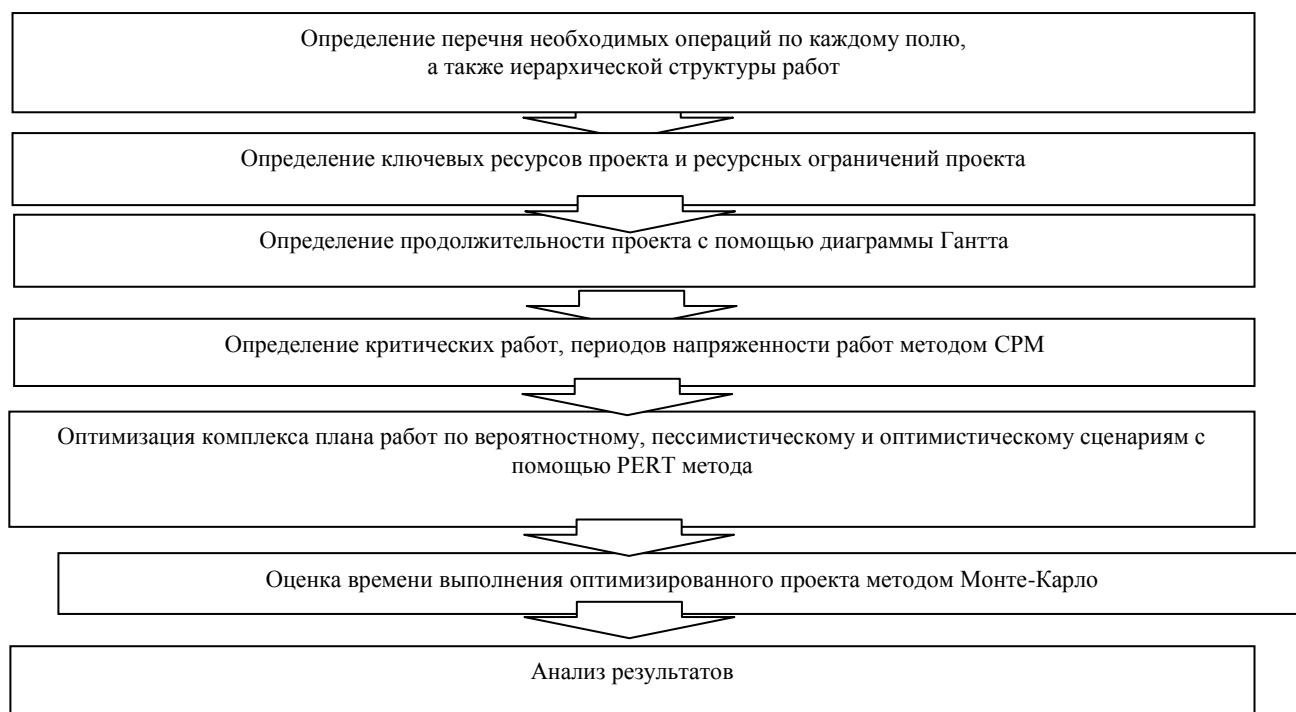 Определение перечня необходимых операций по каждому полю,
а также иерархической структуры работ
Определение ключевых ресурсов проекта и ресурсных ограничений проекта
Определение продолжительности проекта с помощью диаграммы Гантта
Определение критических работ, периодов напряженности работ методом CPM
Оптимизация комплекса плана работ по вероятностному, пессимистическому и оптимистическому сценариям с
помощью PERT метода
Оценка времени выполнения оптимизированного проекта методом Монте-Карло
Анализ результатов